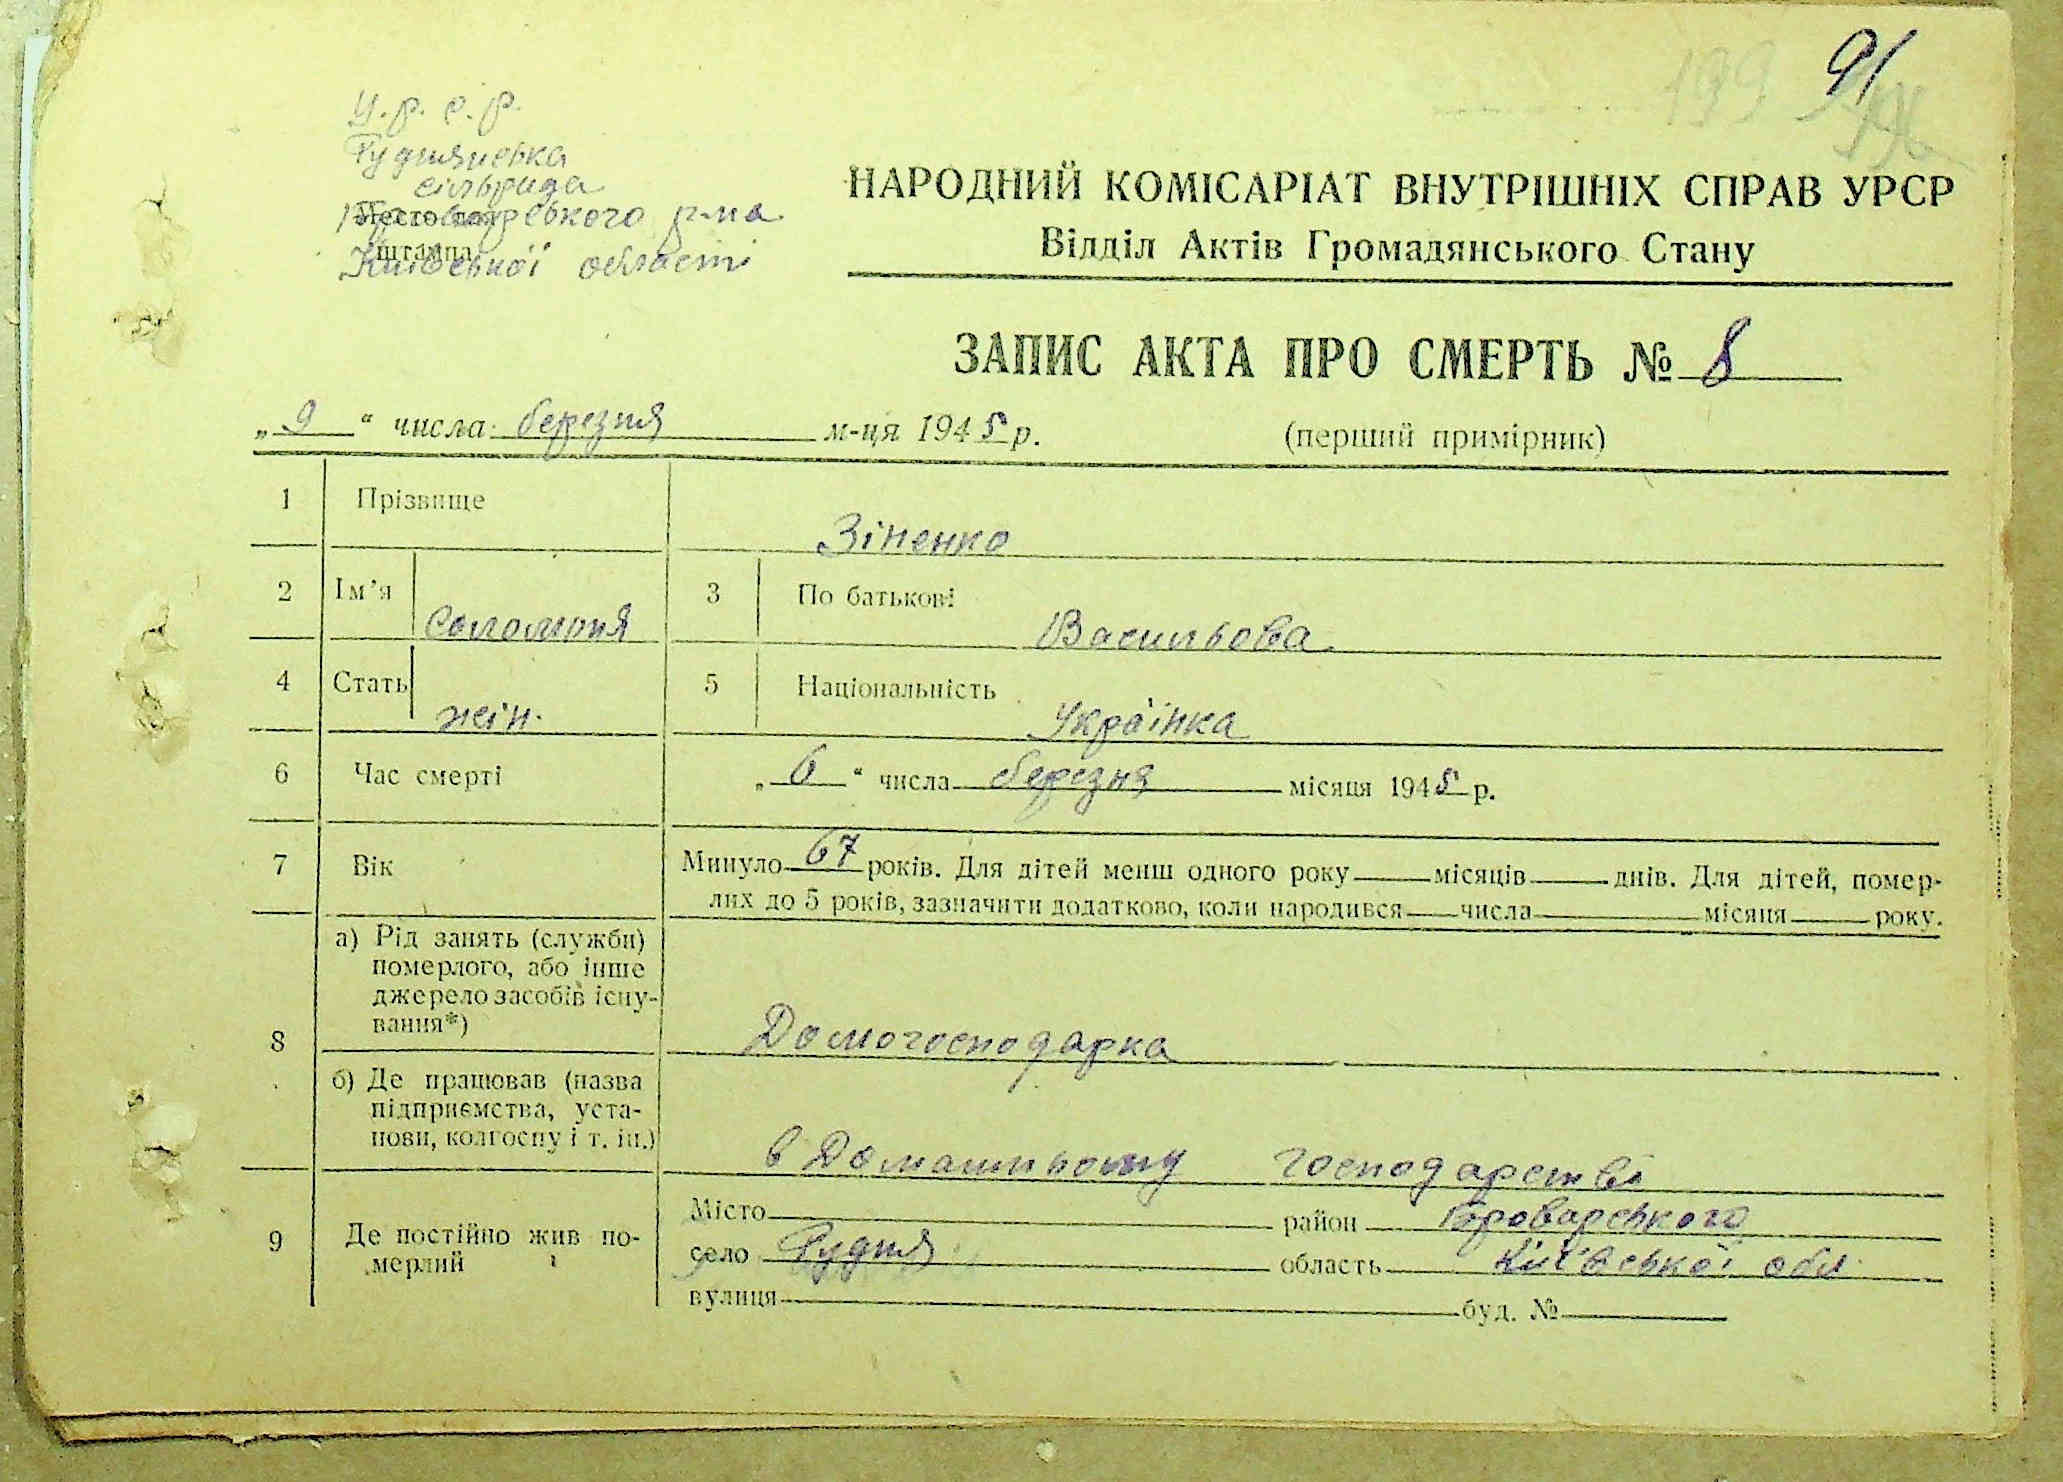 91
У.р.с.р.
Руднянська
сільрада
Броварського р-на
Київської області
Место для
штампа
НАРОДНИЙ КОМІСАРІАТ ВНУТРІШНІХ СПРАВ УРСР
Відділ Актів Громадянського Стану
ЗАПИС АКТА ПРО СМЕРТЬ № 8
„ 9 “ числа березня м-ця 1945 р. (перший примірник)
1 Прізвище Зіненко
2 Ім’я Соломонія 3 По батькові Васильова
4 Стать жін. 5 Національність Українка
6 Час смерті „ 6 “ числа березня місяця 1945 р.
7 Вік Минуло 67 років. Для дітей менш одного року — місяців — днів. Для дітей, помер-
лих до 5 років, зазначити додатково, коли народився — числа — місяця — року.
8 а) Рід занять (служби)
померлого, або інше
джерело засобів існу-
вання*) Домогосподарка
б) Де працював (назва
підприємства, уста-
нови, колгоспу і т. ін.) в Домашньому господарстві
9 Де постійно жив по-
мерлий
Місто район Броварського
село Рудня область Київської обл.
вулиця буд. №